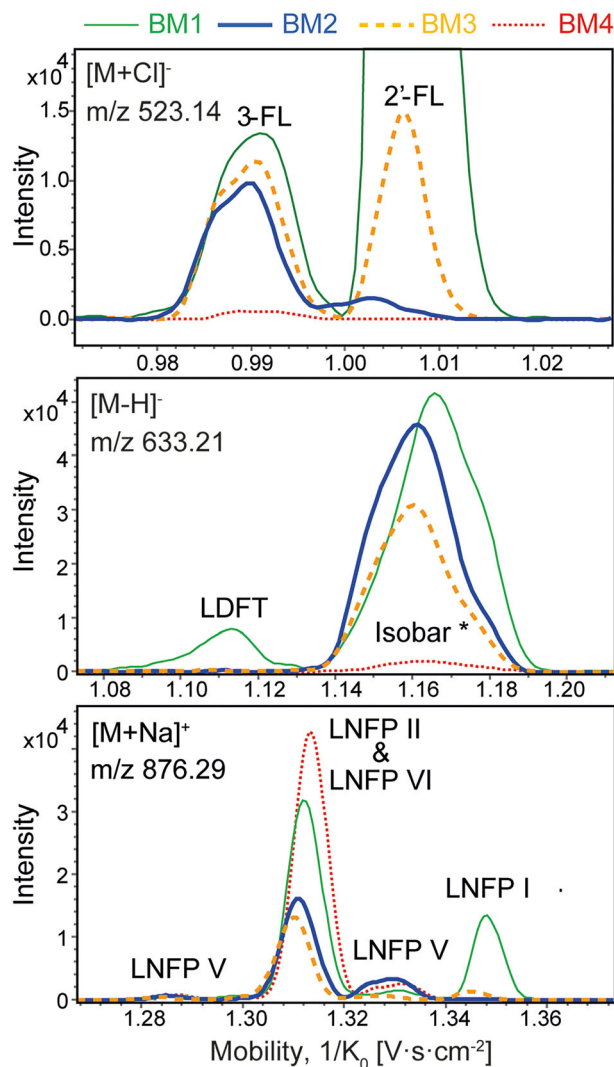 BM1 BM2 BM3 BM4
x10⁴
[M+Cl]⁻
m/z 523.14
3-FL
2'-FL
Intensity
1.5
1.0
0.5
0.0
0.98 0.99 1.00 1.01 1.02
x10⁴
[M-H]⁻
m/z 633.21
LDFT
Isobar *
Intensity
4
3
2
1
0
1.08 1.10 1.12 1.14 1.16 1.18 1.20
x10⁴
[M+Na]⁺
m/z 876.29
LNFP II
&
LNFP VI
LNFP I
LNFP V
LNFP V
Intensity
3
2
1
0
1.28 1.30 1.32 1.34 1.36
Mobility, 1/K₀ [V·s·cm⁻²]